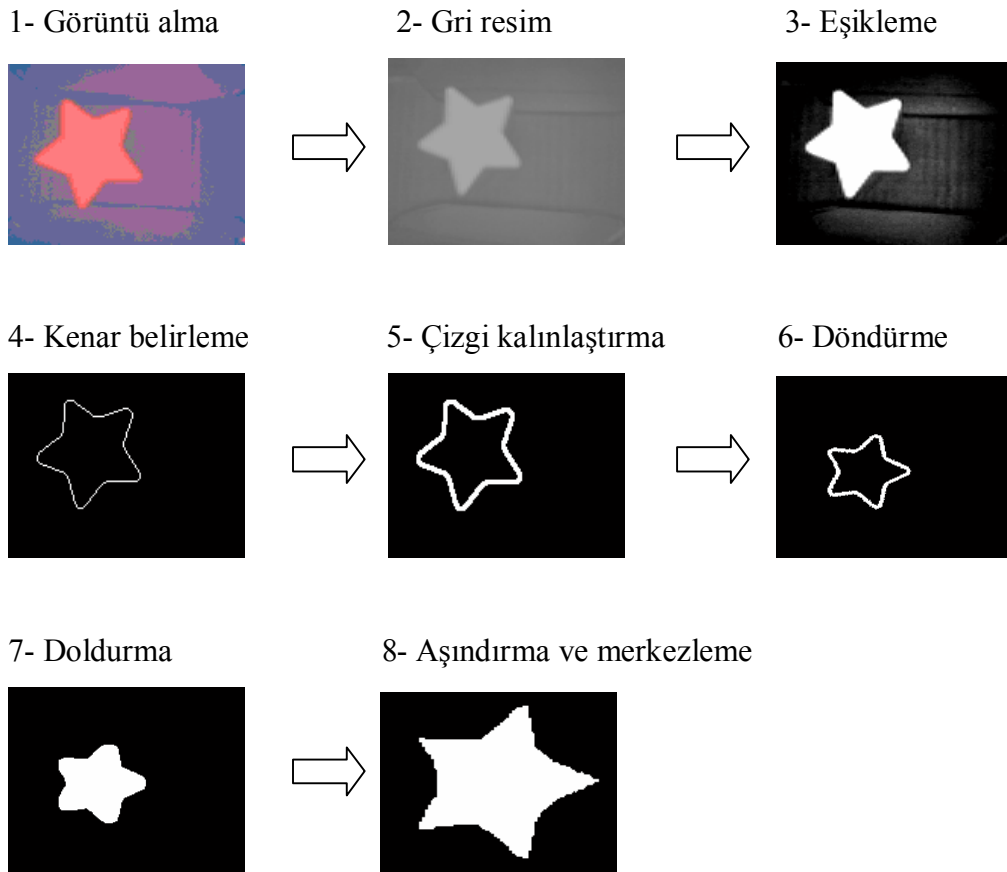 1- Görüntü alma
2- Gri resim
3- Eşikleme
4- Kenar belirleme
5- Çizgi kalınlaştırma
6- Döndürme
7- Doldurma
8- Aşındırma ve merkezleme